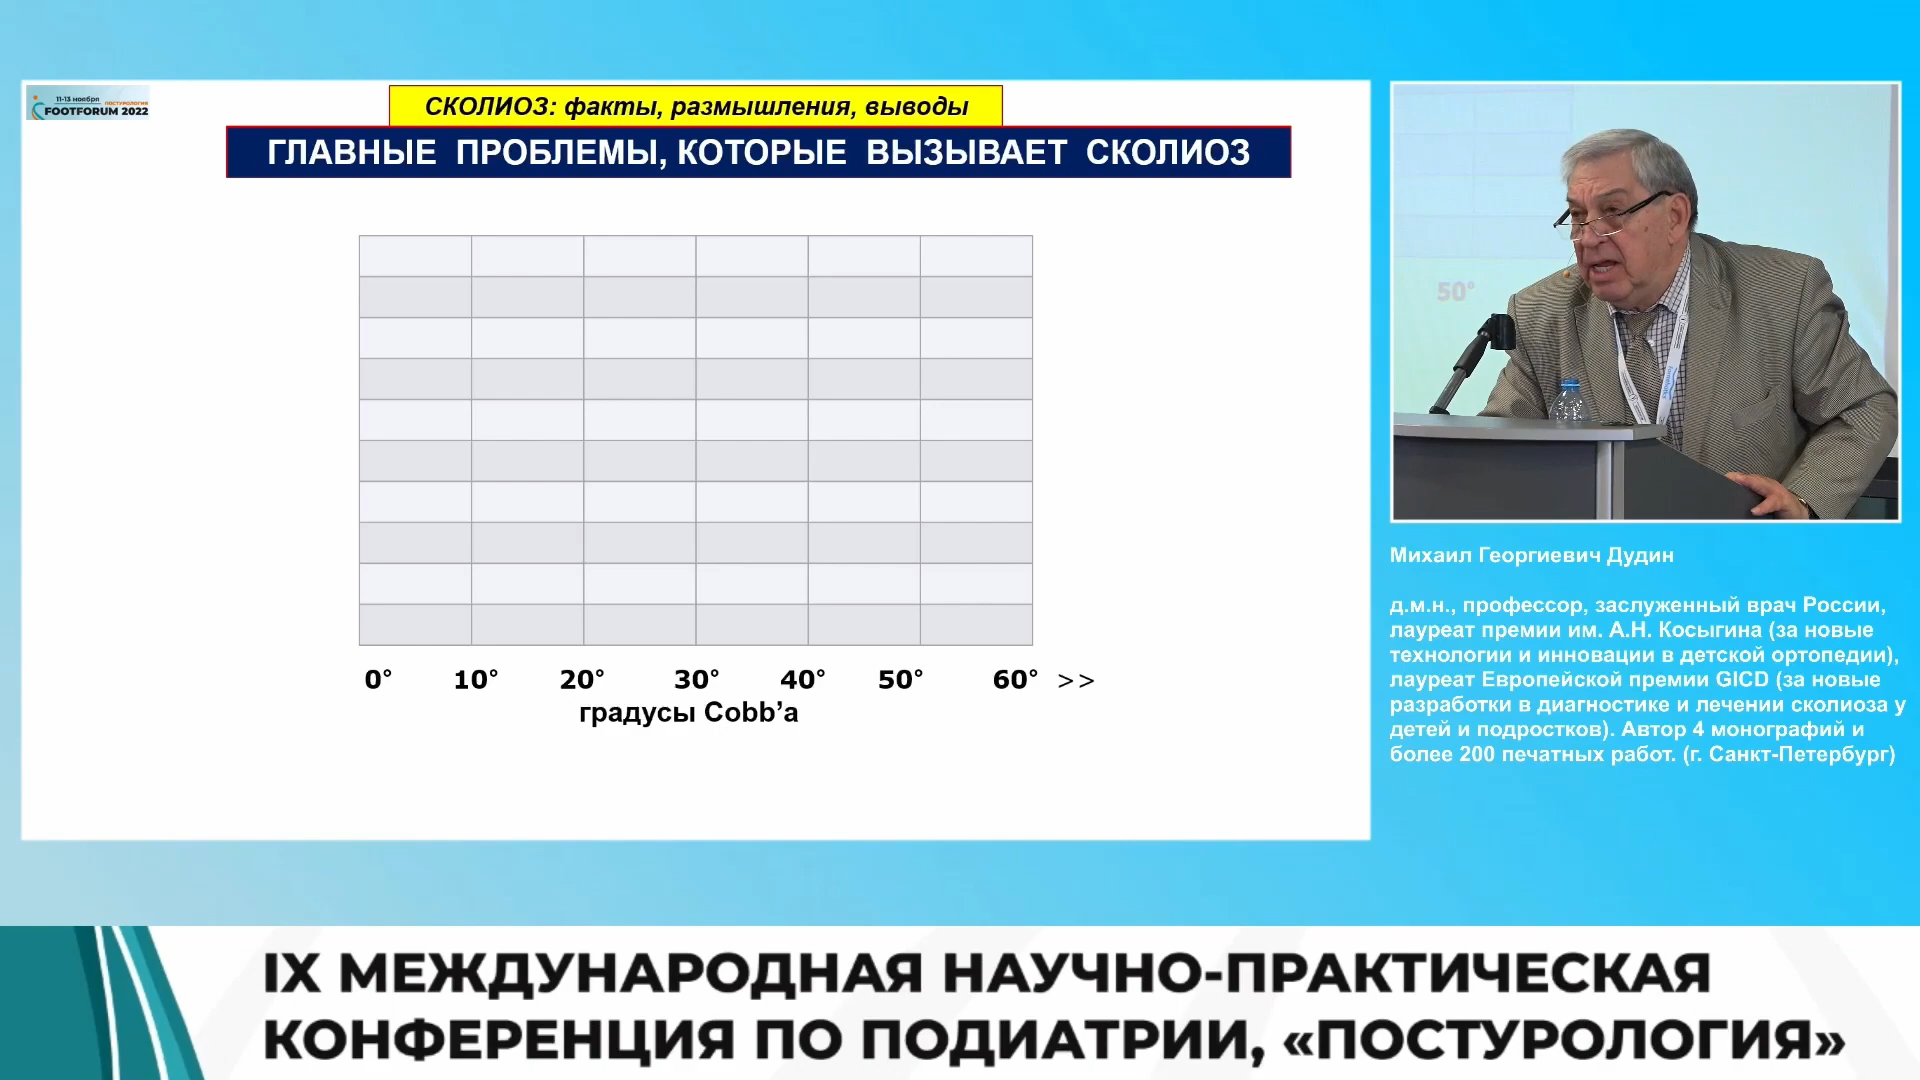 11-13 ноября
ПОСТУРОЛОГИЯ
FOOTFORUM 2022
СКОЛИОЗ: факты, размышления, выводы
ГЛАВНЫЕ ПРОБЛЕМЫ, КОТОРЫЕ ВЫЗЫВАЕТ СКОЛИОЗ
0° 10° 20° 30° 40° 50° 60° >>
градусы Cobb’a
50°
Михаил Георгиевич Дудин
д.м.н., профессор, заслуженный врач России,
лауреат премии им. А.Н. Косыгина (за новые
технологии и инновации в детской ортопедии),
лауреат Европейской премии GICD (за новые
разработки в диагностике и лечении сколиоза у
детей и подростков). Автор 4 монографий и
более 200 печатных работ. (г. Санкт-Петербург)
IX МЕЖДУНАРОДНАЯ НАУЧНО-ПРАКТИЧЕСКАЯ
КОНФЕРЕНЦИЯ ПО ПОДИАТРИИ, «ПОСТУРОЛОГИЯ»